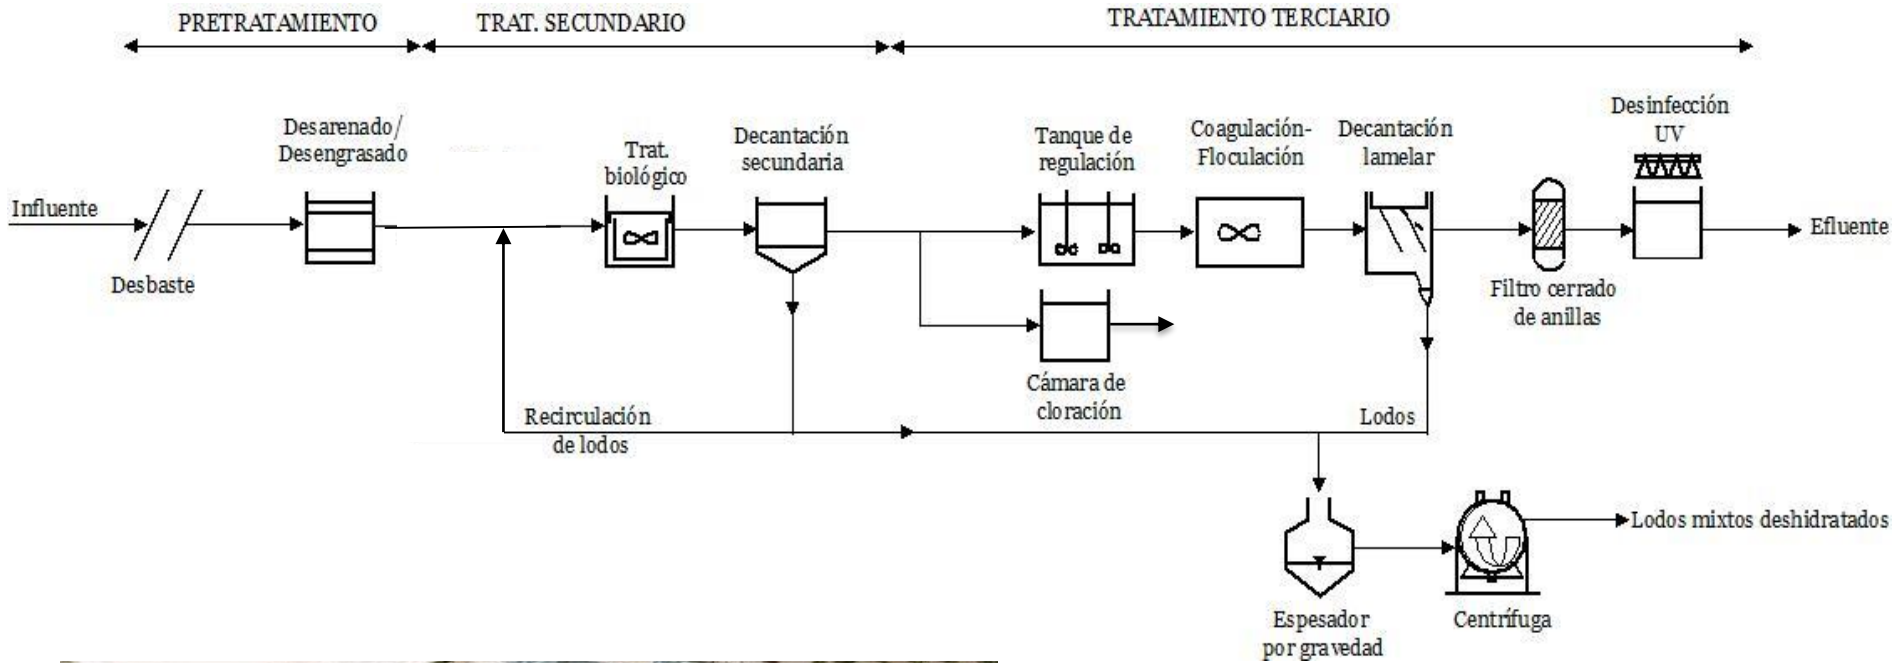 PRETRATAMIENTO
TRAT. SECUNDARIO
TRATAMIENTO TERCIARIO
Influente
Desbaste
Desarenado/
Desengrasado
Trat.
biológico
Decantación
secundaria
Tanque de
regulación
Coagulación-
Floculación
Decantación
lamelar
Filtro cerrado
de anillas
Desinfección
UV
Efluente
Cámara de
cloración
Recirculación
de lodos
Lodos
Espesador
por gravedad
Centrífuga
Lodos mixtos deshidratados